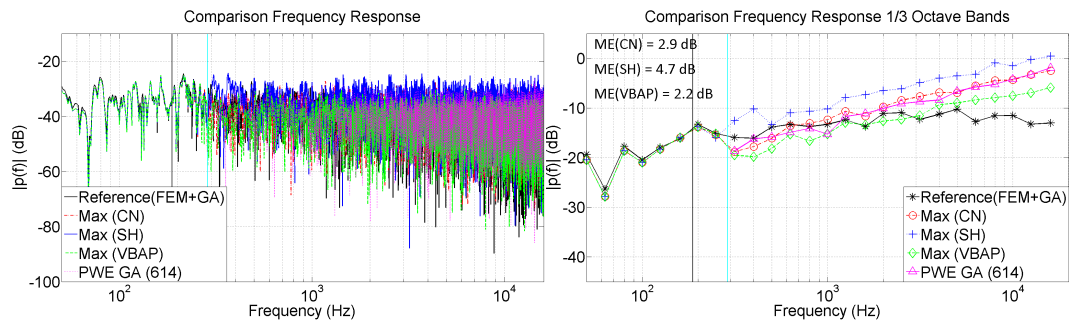 Comparison Frequency Response
|p(f)| (dB)
-20
-40
-60
-80
-100
Reference(FEM+GA)
Max (CN)
Max (SH)
Max (VBAP)
PWE GA (614)
10²
10³
10⁴
Frequency (Hz)
Comparison Frequency Response 1/3 Octave Bands
|p(f)| (dB)
0
-10
-20
-30
-40
ME(CN) = 2.9 dB
ME(SH) = 4.7 dB
ME(VBAP) = 2.2 dB
Reference(FEM+GA)
Max (CN)
Max (SH)
Max (VBAP)
PWE GA (614)
10²
10³
10⁴
Frequency (Hz)